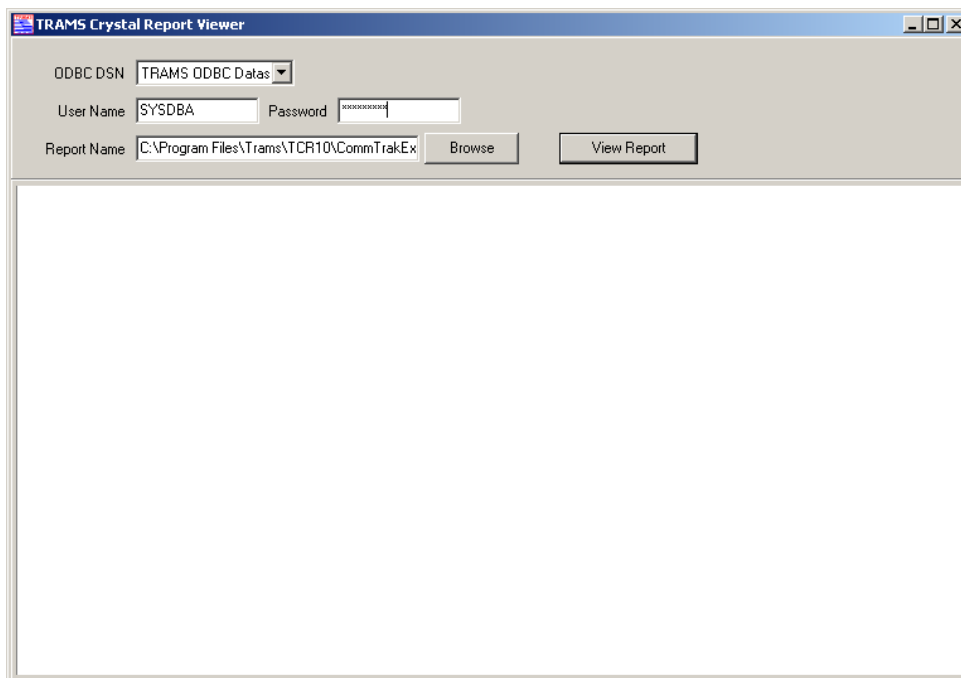 TRAMS Crystal Report Viewer
ODBC DSN TRAMS ODBC Datas
User Name SYSDBA Password *********
Report Name C:\Program Files\Trams\TCR10\CommTrakEx Browse View Report